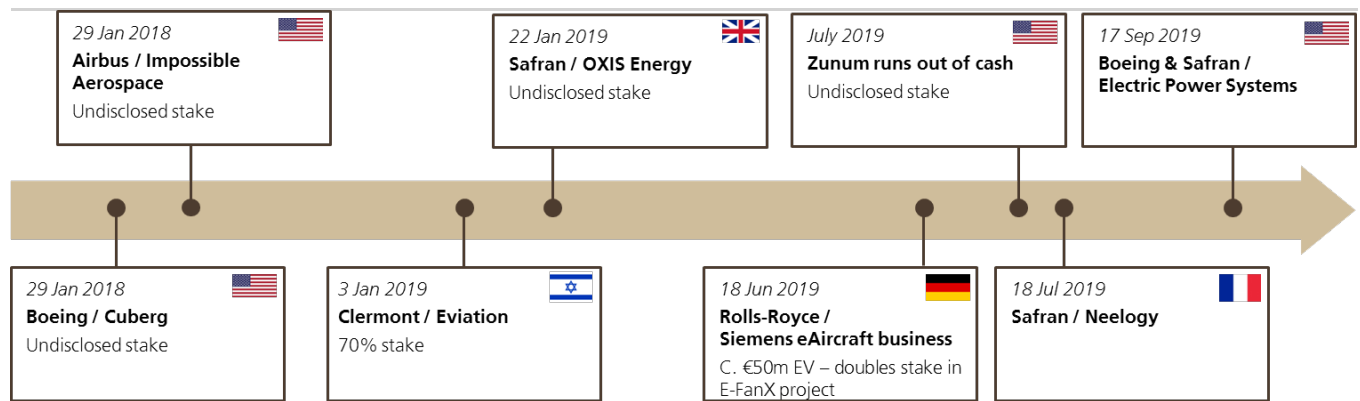 29 Jan 2018
Airbus / Impossible
Aerospace
Undisclosed stake
22 Jan 2019
Safran / OXIS Energy
Undisclosed stake
July 2019
Zunum runs out of cash
Undisclosed stake
17 Sep 2019
Boeing & Safran /
Electric Power Systems
29 Jan 2018
Boeing / Cuberg
Undisclosed stake
3 Jan 2019
Clermont / Eviation
70% stake
18 Jun 2019
Rolls-Royce /
Siemens eAircraft business
C. €50m EV – doubles stake in
E-FanX project
18 Jul 2019
Safran / Neelogy